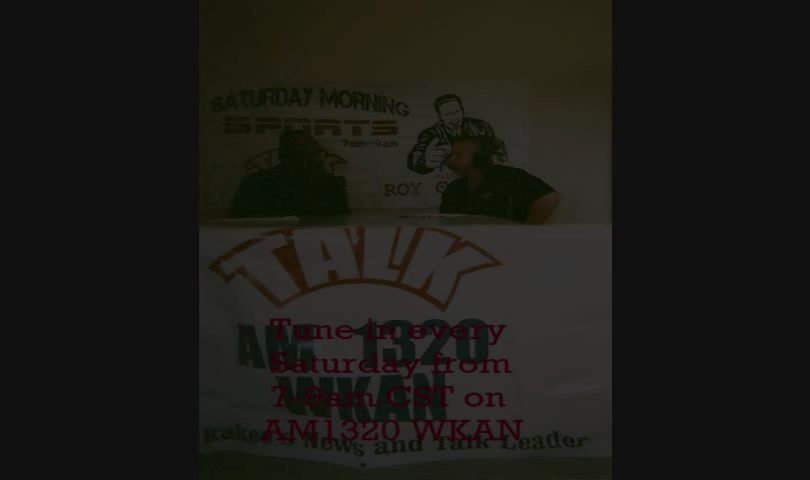 SATURDAY MORNING
SPORTS
7am-9am
ROY
TALK
AM 1320
WKAN
News and Talk Leader
Tune in every
Saturday from
7-9am CST on
AM1320 WKAN